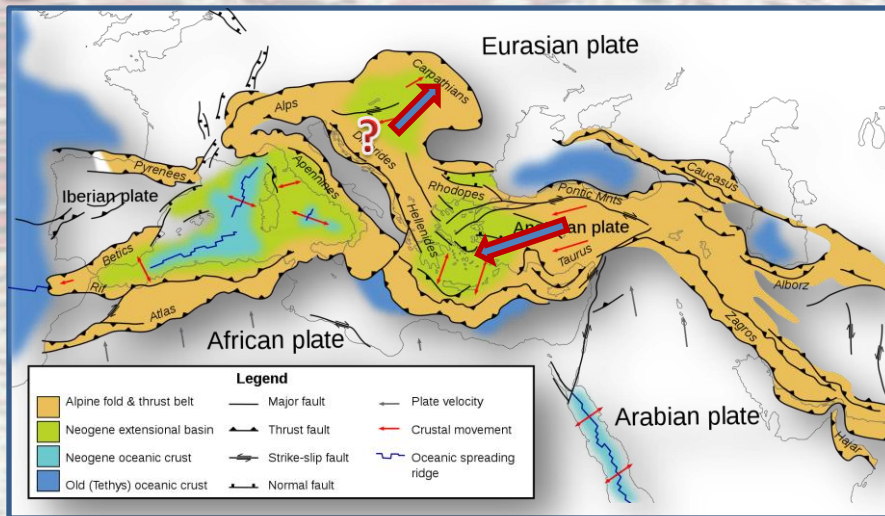 Eurasian plate
Carpathians
Alps
?
Pyrenees
Apennines
Iberian plate
Rhodopes
Pontic Mnts
Caucasus
Hellenides
plate
Taurus
Betics
Rif
Atlas
Alborz
Zagros
African plate
Arabian plate
Hajar
Legend
Alpine fold & thrust belt
Major fault
Plate velocity
Neogene extensional basin
Thrust fault
Crustal movement
Neogene oceanic crust
Strike-slip fault
Oceanic spreading
ridge
Old (Tethys) oceanic crust
Normal fault